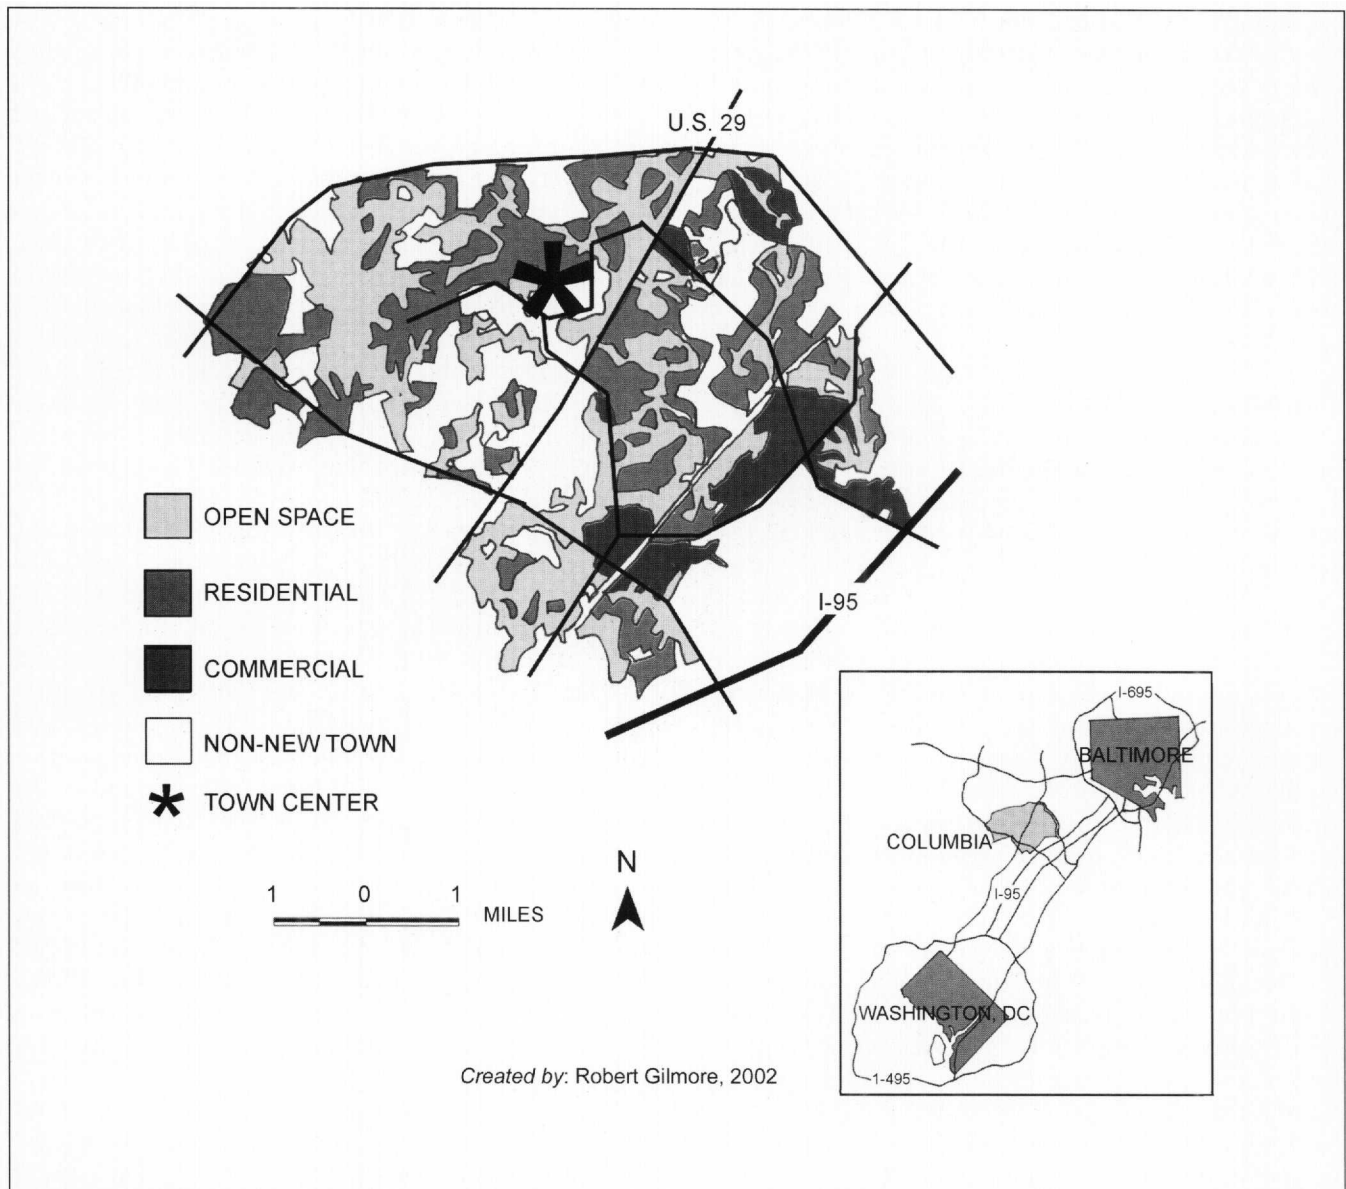 U.S. 29
OPEN SPACE
RESIDENTIAL
COMMERCIAL
NON-NEW TOWN
TOWN CENTER
I-95
1 0 1
MILES
N
Created by: Robert Gilmore, 2002
I-695
BALTIMORE
COLUMBIA
I-95
WASHINGTON, DC
1-495